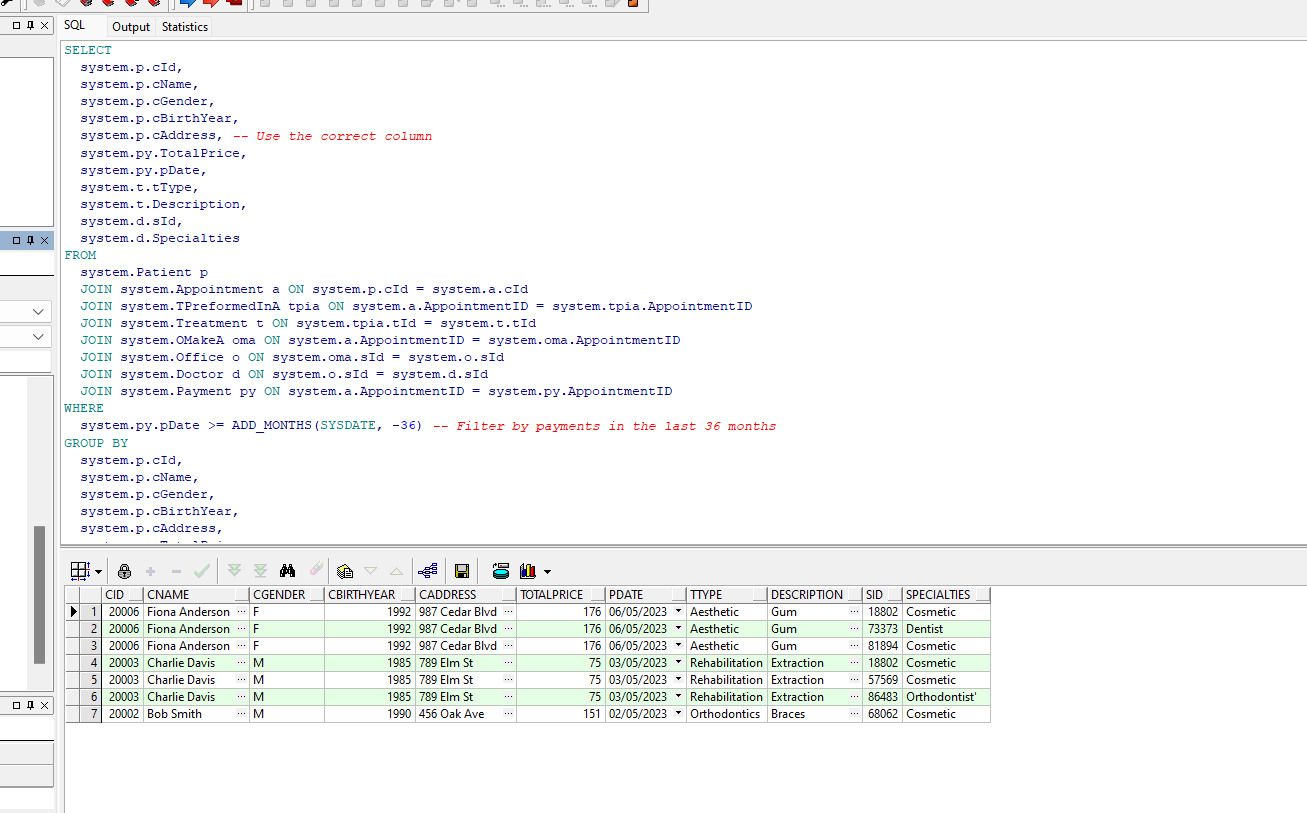 SQL Output Statistics
SELECT
system.p.cId,
system.p.cName,
system.p.cGender,
system.p.cBirthYear,
system.p.cAddress, -- Use the correct column
system.py.TotalPrice,
system.py.pDate,
system.t.tType,
system.t.Description,
system.d.sId,
system.d.Specialties
FROM
system.Patient p
JOIN system.Appointment a ON system.p.cId = system.a.cId
JOIN system.TPreformedInA tpia ON system.a.AppointmentID = system.tpia.AppointmentID
JOIN system.Treatment t ON system.tpia.tId = system.t.tId
JOIN system.OMakeA oma ON system.a.AppointmentID = system.oma.AppointmentID
JOIN system.Office o ON system.oma.sId = system.o.sId
JOIN system.Doctor d ON system.o.sId = system.d.sId
JOIN system.Payment py ON system.a.AppointmentID = system.py.AppointmentID
WHERE
system.py.pDate >= ADD_MONTHS(SYSDATE, -36) -- Filter by payments in the last 36 months
GROUP BY
system.p.cId,
system.p.cName,
system.p.cGender,
system.p.cBirthYear,
system.p.cAddress,
CID CNAME CGENDER CBIRTHYEAR CADDRESS TOTALPRICE PDATE TTYPE DESCRIPTION SID SPECIALTIES
1 20006 Fiona Anderson ... F 1992 987 Cedar Blvd ... 176 06/05/2023 Aesthetic Gum ... 18802 Cosmetic
2 20006 Fiona Anderson ... F 1992 987 Cedar Blvd ... 176 06/05/2023 Aesthetic Gum ... 73373 Dentist
3 20006 Fiona Anderson ... F 1992 987 Cedar Blvd ... 176 06/05/2023 Aesthetic Gum ... 81894 Cosmetic
4 20003 Charlie Davis ... M 1985 789 Elm St ... 75 03/05/2023 Rehabilitation Extraction ... 18802 Cosmetic
5 20003 Charlie Davis ... M 1985 789 Elm St ... 75 03/05/2023 Rehabilitation Extraction ... 57569 Cosmetic
6 20003 Charlie Davis ... M 1985 789 Elm St ... 75 03/05/2023 Rehabilitation Extraction ... 86483 Orthodontist'
7 20002 Bob Smith ... M 1990 456 Oak Ave ... 151 02/05/2023 Orthodontics Braces ... 68062 Cosmetic